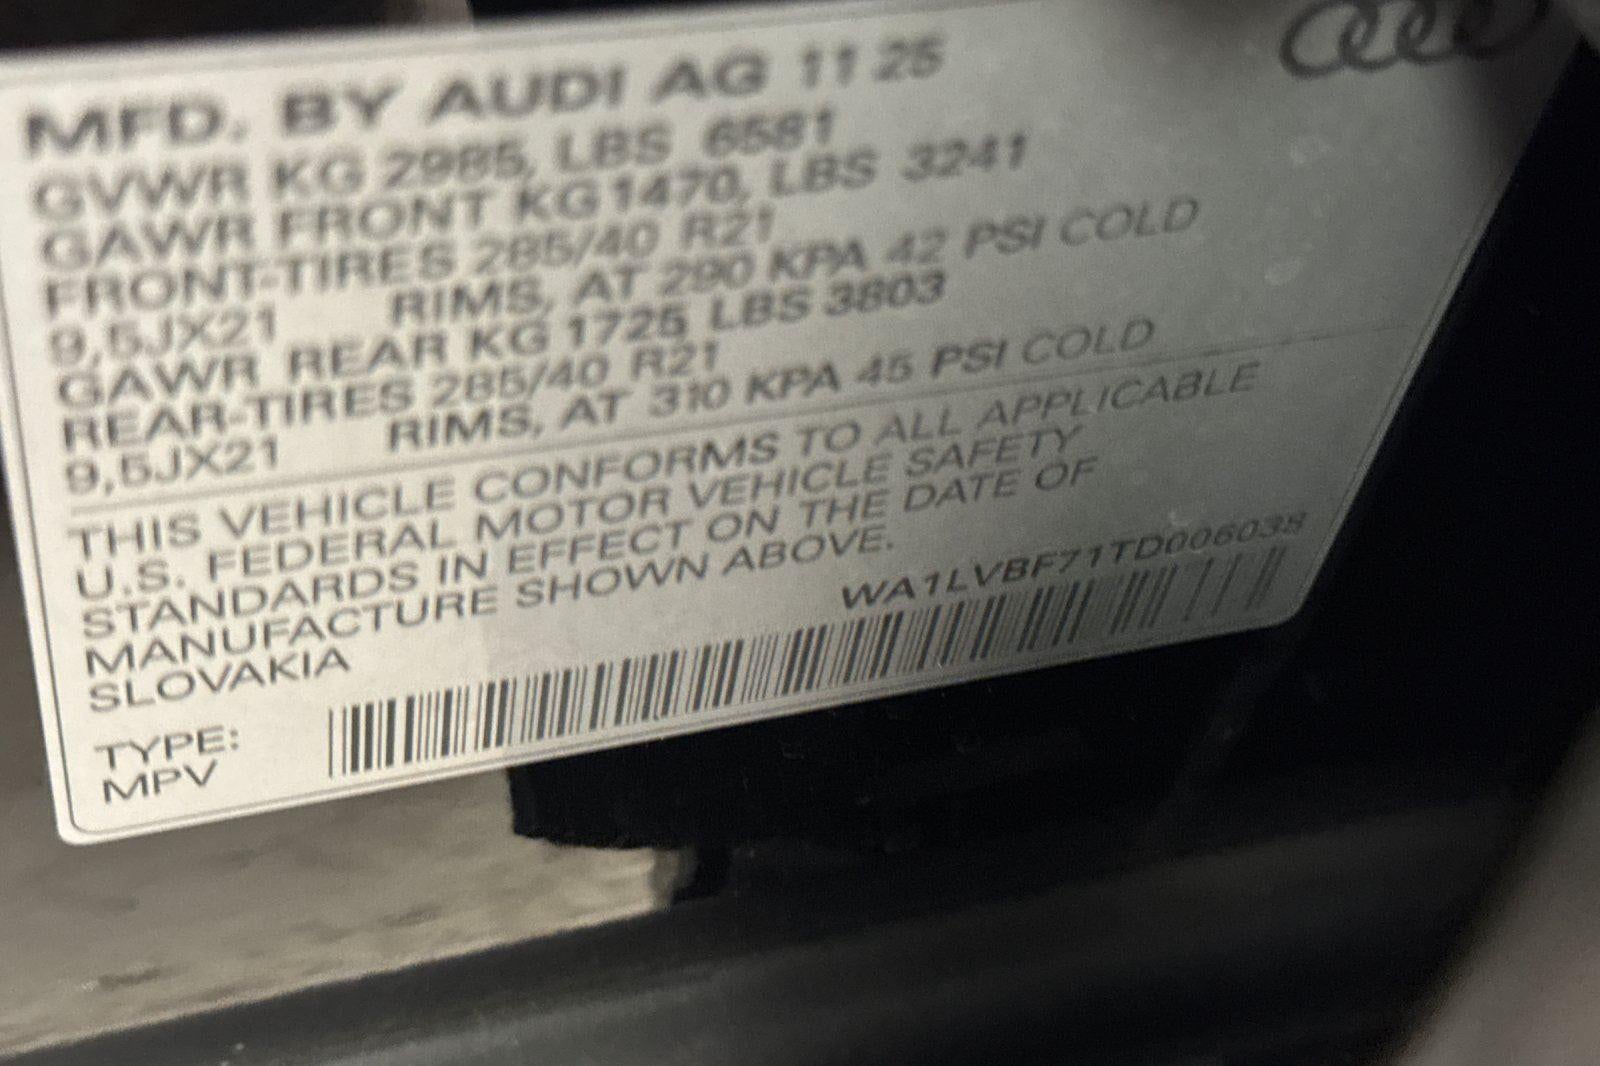 MFD. BY AUDI AG 11 25
GVWR KG 2985, LBS 6581
GAWR FRONT KG 1470, LBS 3241
FRONT-TIRES 285/40 R21
9,5JX21 RIMS, AT 290 KPA 42 PSI COLD
GAWR REAR KG 1725 LBS 3803
REAR-TIRES 285/40 R21
9,5JX21 RIMS, AT 310 KPA 45 PSI COLD
THIS VEHICLE CONFORMS TO ALL APPLICABLE
U.S. FEDERAL MOTOR VEHICLE SAFETY
STANDARDS IN EFFECT ON THE DATE OF
MANUFACTURE SHOWN ABOVE.
SLOVAKIA
WA1LVBF71TD006038
TYPE:
MPV